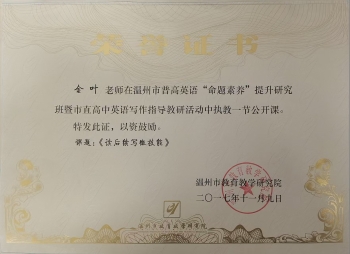 荣誉证书
金叶 老师在温州市普高英语“命题素养”提升研究
班暨市直高中英语写作指导教研活动中执教一节公开课。
特发此证，以资鼓励。
课题：《读后续写微技能》
温州市教育教学研究院
二〇一七年十一月九日